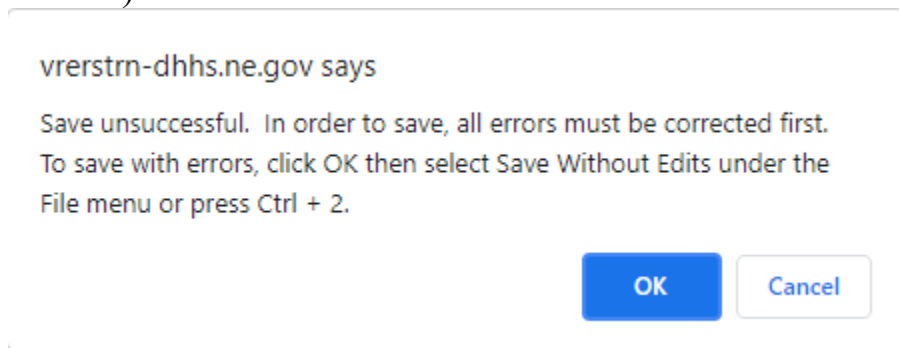 vrerstrn-dhhs.ne.gov says
Save unsuccessful.  In order to save, all errors must be corrected first.
To save with errors, click OK then select Save Without Edits under the
File menu or press Ctrl + 2.
OK
Cancel